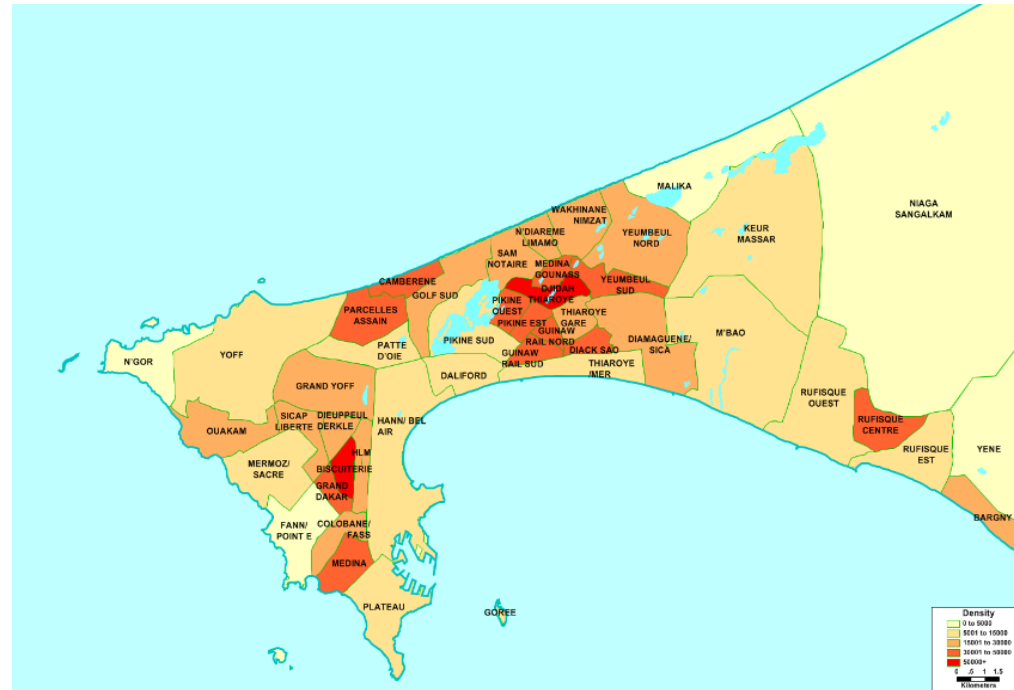 MALIKA
NIAGA
SANGALKAM
WAKHINANE
NIMZAT
N'DIAREME
LIMAMO
YEUMBEUL
NORD
KEUR
MASSAR
SAM
NOTAIRE
MEDINA
GOUNASS
CAMBERENE
GOLF SUD
DJIDAH
THIAROYE
YEUMBEUL
SUD
PARCELLES
ASSAIN
PIKINE
OUEST
PIKINE EST
THIAROYE
GARE
PATTE
D'OIE
PIKINE SUD
GUINAW
RAIL NORD
GUINAW
RAIL SUD
DIACK SAO
DIAMAGUENE/
SICA
M'BAO
N'GOR
YOFF
DALIFORD
THIAROYE
/MER
GRAND YOFF
RUFISQUE
OUEST
OUAKAM
SICAP
LIBERTE
DIEUPPEUL
DERKLE
HANN/ BEL
AIR
RUFISQUE
CENTRE
RUFISQUE
EST
YENE
MERMOZ/
SACRE
HLM
BISCUITERIE
GRAND
DAKAR
BARGNY
FANN/
POINT E
COLOBANE/
FASS
MEDINA
PLATEAU
GOREE
Density
0 to 5000
5001 to 15000
15001 to 30000
30001 to 50000
50000+
0 .5 1 1.5
Kilometers